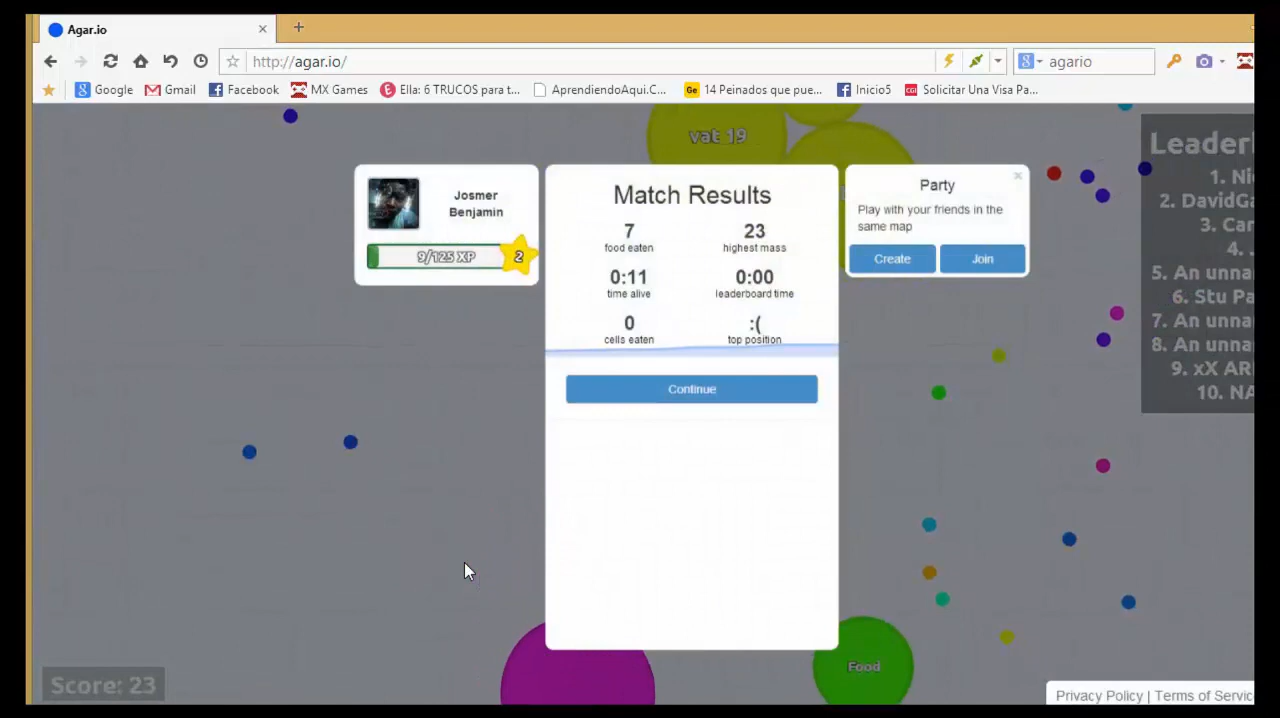 Agar.io
http://agar.io/
agario
Google Gmail Facebook MX Games Ella: 6 TRUCOS para t... AprendiendoAqui.C... Ge 14 Peinados que pue... Inicio5 CGI Solicitar Una Visa Pa...
vat 19
Josmer
Benjamin
9/125 XP
2
Match Results
7
food eaten
23
highest mass
0:11
time alive
0:00
leaderboard time
0
cells eaten
:(
top position
Continue
Party
Play with your friends in the
same map
Create
Join
Leader
1. Ni
2. DavidGa
3. Car
4.
5. An unna
6. Stu Pa
7. An unna
8. An unna
9. xX AR
10. NA
Food
Score: 23
Privacy Policy | Terms of Servic